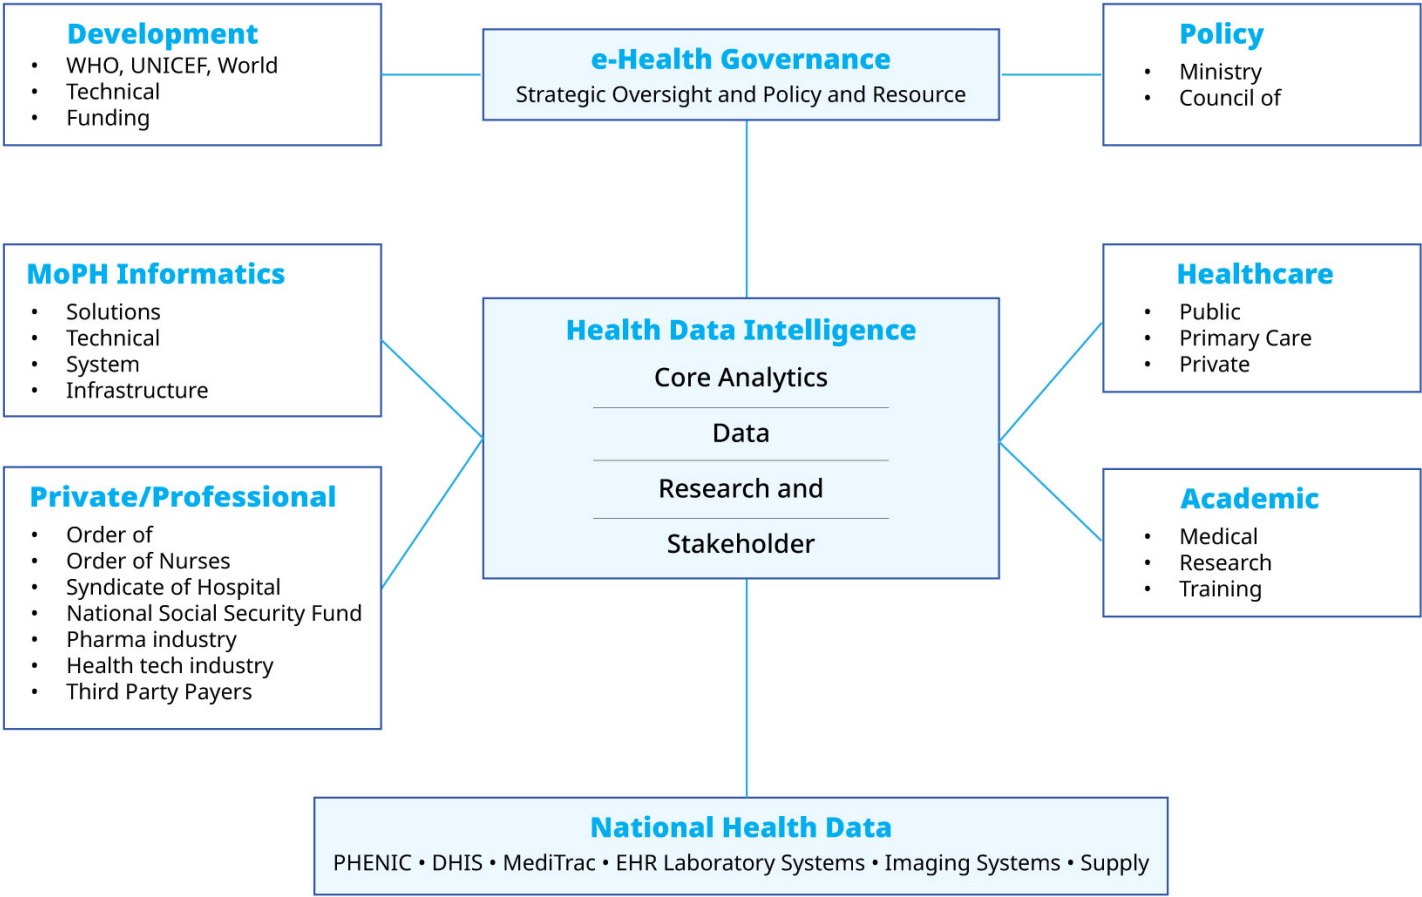 Development
• WHO, UNICEF, World
• Technical
• Funding
e-Health Governance
Strategic Oversight and Policy and Resource
Policy
• Ministry
• Council of
MoPH Informatics
• Solutions
• Technical
• System
• Infrastructure
Health Data Intelligence
Core Analytics
Data
Research and
Stakeholder
Healthcare
• Public
• Primary Care
• Private
Private/Professional
• Order of
• Order of Nurses
• Syndicate of Hospital
• National Social Security Fund
• Pharma industry
• Health tech industry
• Third Party Payers
Academic
• Medical
• Research
• Training
National Health Data
PHENIC • DHIS • MediTrac • EHR Laboratory Systems • Imaging Systems • Supply